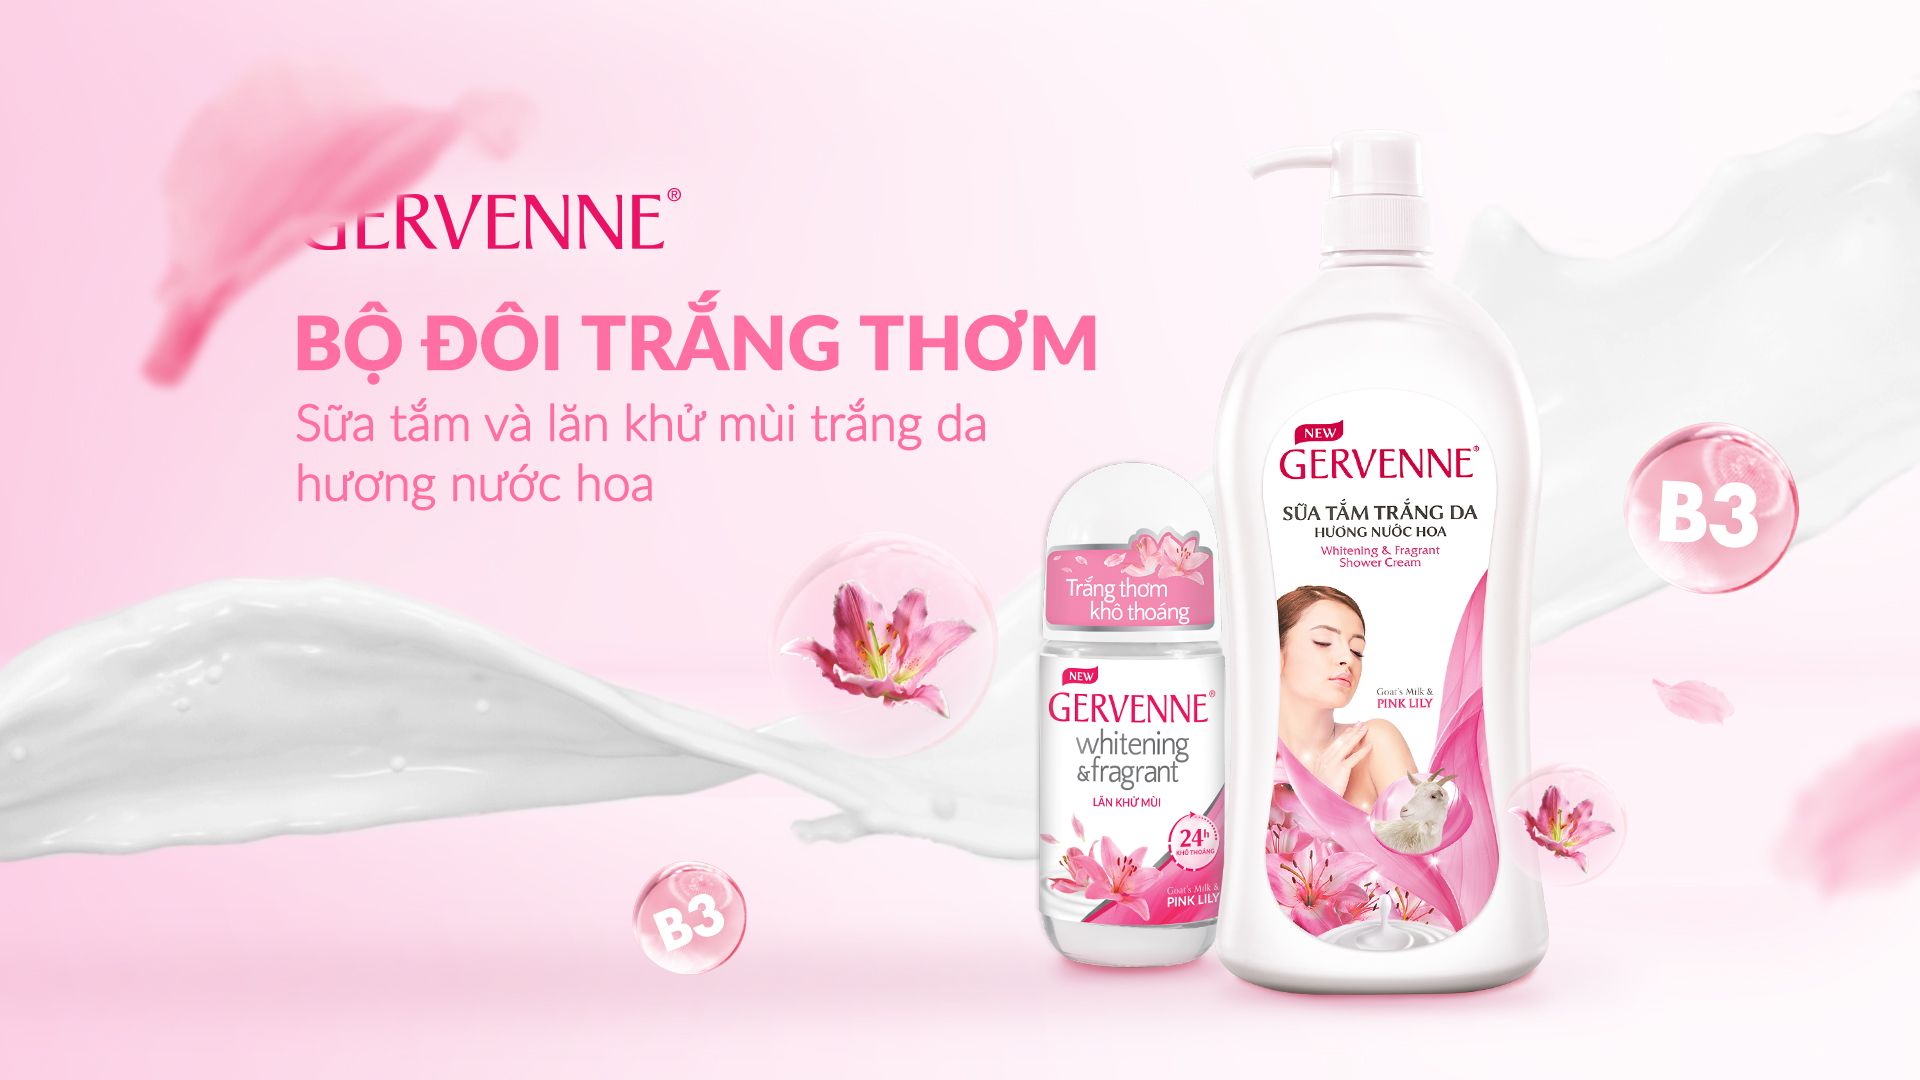 GERVENNE®
BỘ ĐÔI TRẮNG THƠM
Sữa tắm và lăn khử mùi trắng da
hương nước hoa
Trắng thơm
khô thoáng
NEW
GERVENNE®
whitening
&fragrant
LĂN KHỬ MÙI
24h
KHÔ THOÁNG
Goat's Milk &
PINK LILY
NEW
GERVENNE®
SỮA TẮM TRẮNG DA
HƯƠNG NƯỚC HOA
Whitening & Fragrant
Shower Cream
Goat's Milk &
PINK LILY
B3
B3